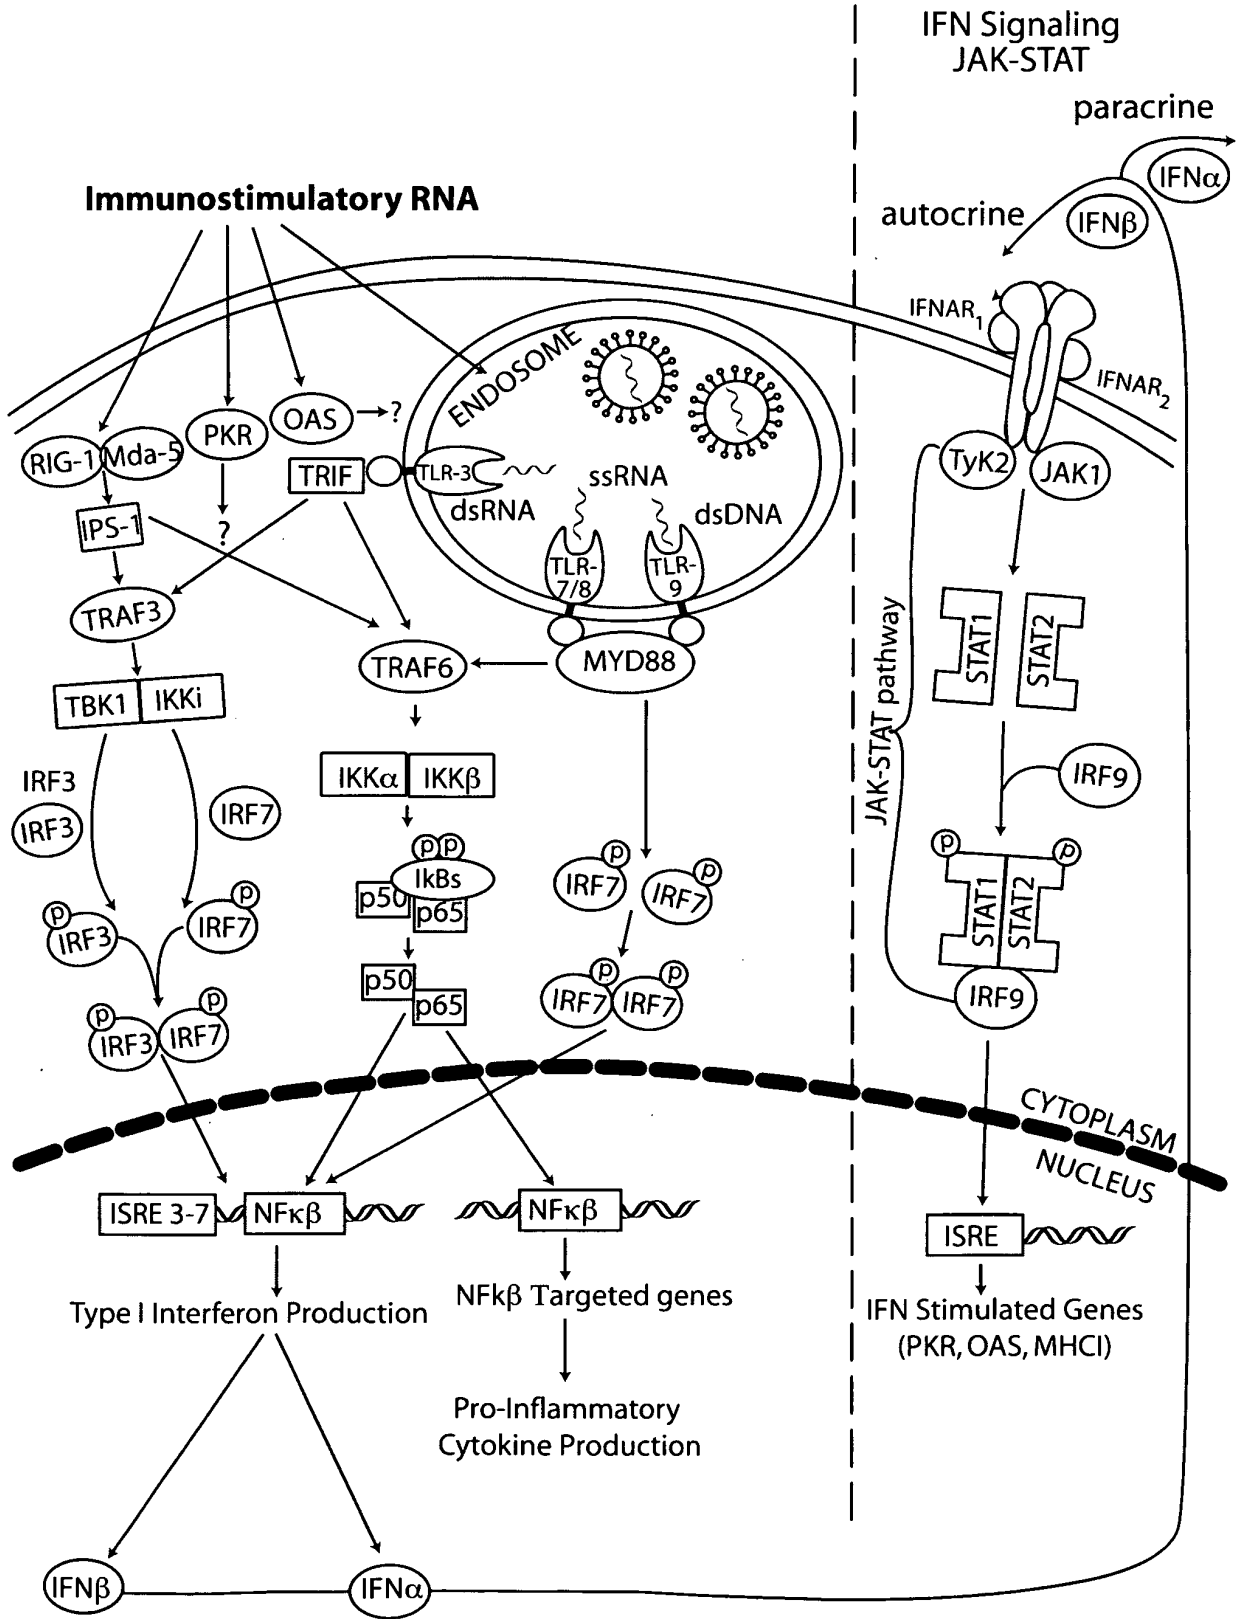 IFN Signaling
JAK-STAT
paracrine
IFNα
autocrine
IFNβ
Immunostimulatory RNA
IFNAR1
IFNAR2
ENDOSOME
RIG-1
Mda-5
PKR
OAS
?
TRIF
TLR-3
dsRNA
ssRNA
dsDNA
TyK2
JAK1
IPS-1
?
TLR-
7/8
TLR-
9
TRAF3
TRAF6
MYD88
STAT1
STAT2
JAK-STAT pathway
TBK1
IKKi
IKKα
IKKβ
IRF9
IRF3
IRF3
IRF7
p
p
IkBs
p50
p65
p
IRF7
p
IRF7
p
p
STAT1
STAT2
IRF9
p
IRF3
p
IRF7
p50
p65
p
IRF7
p
IRF7
p
IRF3
p
IRF7
CYTOPLASM
NUCLEUS
ISRE 3-7
NFκβ
NFκβ
ISRE
Type I Interferon Production
NFkβ Targeted genes
IFN Stimulated Genes
(PKR, OAS, MHCI)
Pro-Inflammatory
Cytokine Production
IFNβ
IFNα